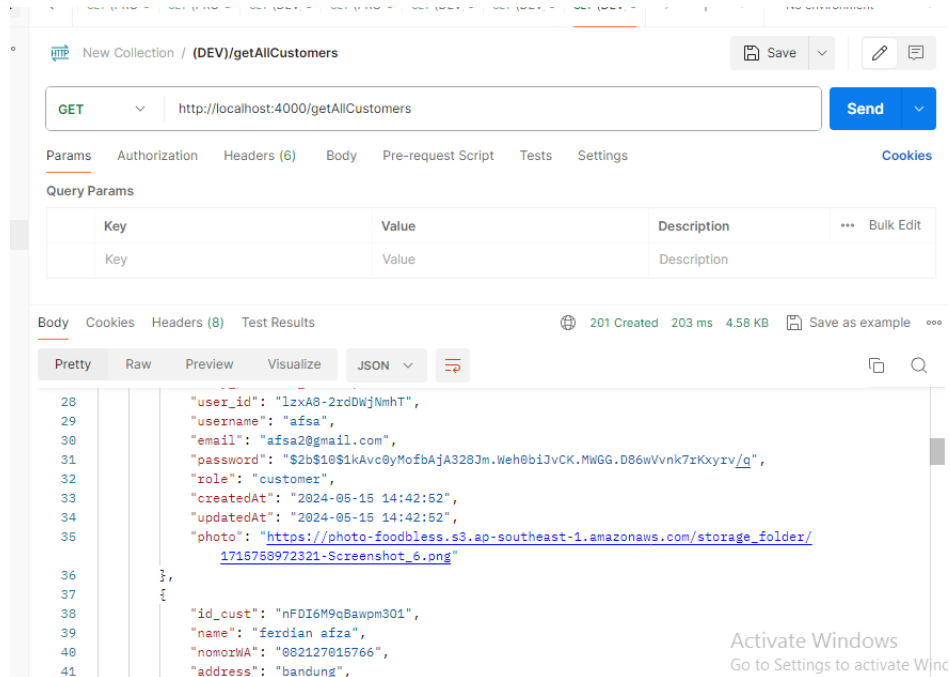 HTTP New Collection / (DEV)/getAllCustomers Save
GET http://localhost:4000/getAllCustomers Send
Params Authorization Headers (6) Body Pre-request Script Tests Settings Cookies
Query Params
Key Value Description ••• Bulk Edit
Key Value Description
Body Cookies Headers (8) Test Results 201 Created 203 ms 4.58 KB Save as example
Pretty Raw Preview Visualize JSON
28 "user_id": "lzxA8-2rdDWjNmhT",
29 "username": "afsa",
30 "email": "afsa2@gmail.com",
31 "password": "$2b$10$1kAvc0yMofbAjA328Jm.Weh0biJvCK.MWGG.D86wVvnk7rKxyrv/q",
32 "role": "customer",
33 "createdAt": "2024-05-15 14:42:52",
34 "updatedAt": "2024-05-15 14:42:52",
35 "photo": "https://photo-foodbless.s3.ap-southeast-1.amazonaws.com/storage_folder/
1715758972321-Screenshot_6.png"
36 },
37 {
38 "id_cust": "nFDI6M9qBawpm3O1",
39 "name": "ferdian afza",
40 "nomorWA": "082127015766",
41 "address": "bandung",
Activate Windows
Go to Settings to activate Winc